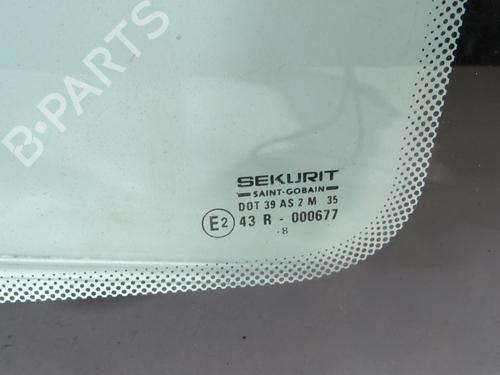 B-PARTS
SEKURIT
SAINT-GOBAIN
DOT 39 AS 2 M 35
E2 43 R - 000677
.8